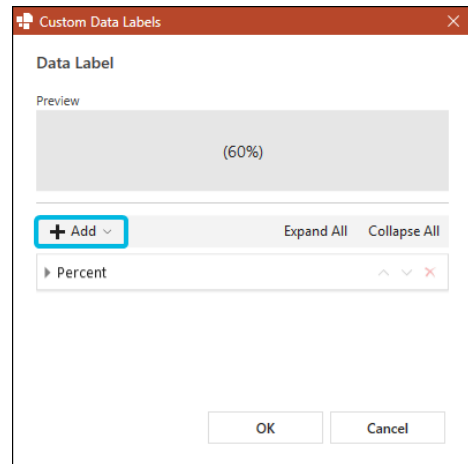 Custom Data Labels
Data Label
Preview
(60%)
Add Expand All Collapse All
Percent
OK Cancel